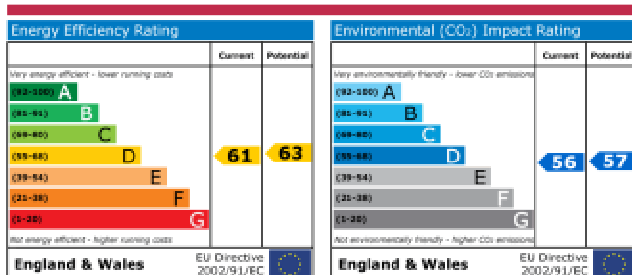 Energy Efficiency Rating
Current Potential
Very energy efficient - lower running costs
(92-100) A
(81-91) B
(69-80) C
(55-68) D
(39-54) E
(21-38) F
(1-20) G
61 63
Not energy efficient - higher running costs
England & Wales
EU Directive
2002/91/EC
Environmental (CO₂) Impact Rating
Current Potential
Very environmentally friendly - lower CO₂ emissions
(92-100) A
(81-91) B
(69-80) C
(55-68) D
(39-54) E
(21-38) F
(1-20) G
56 57
Not environmentally friendly - higher CO₂ emissions
England & Wales
EU Directive
2002/91/EC